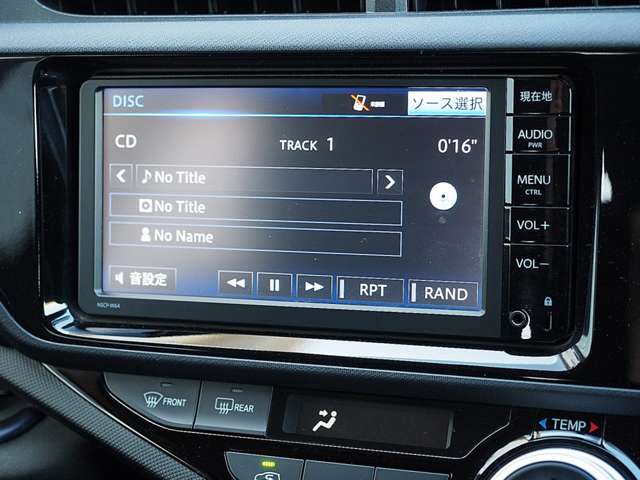 DISC
ソース選択
現在地
CD
TRACK 1
0'16"
AUDIO
PWR
No Title
MENU
CTRL
No Title
VOL+
No Name
VOL-
音設定
RPT
RAND
NSCP-W64
FRONT
REAR
TEMP